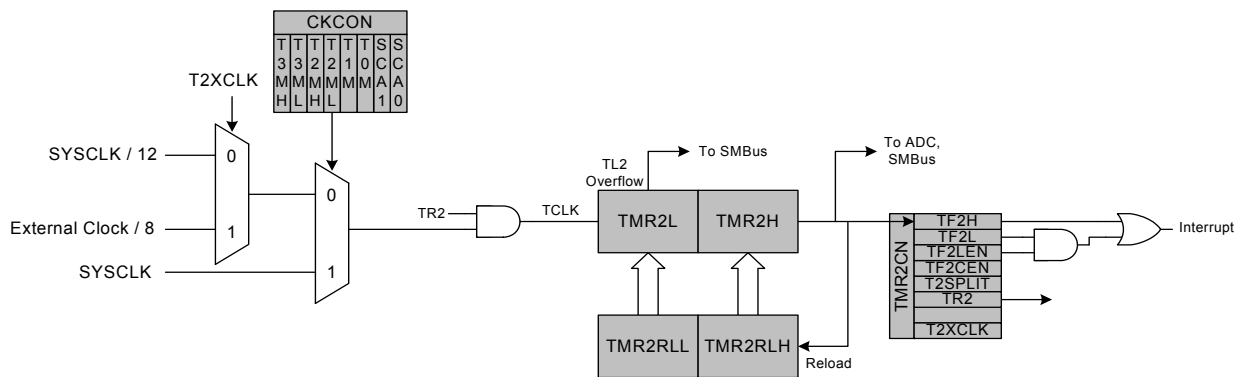 CKCON
T3MH
T3ML
T2MH
T2ML
T1M
T0M
SCA1
SCA0
T2XCLK
SYSCLK / 12
0
External Clock / 8
1
SYSCLK
0
1
TR2
TCLK
TL2
Overflow
To SMBus
To ADC,
SMBus
TMR2L
TMR2H
TMR2RLL
TMR2RLH
Reload
TMR2CN
TF2H
TF2L
TF2LEN
TF2CEN
T2SPLIT
TR2
T2XCLK
Interrupt